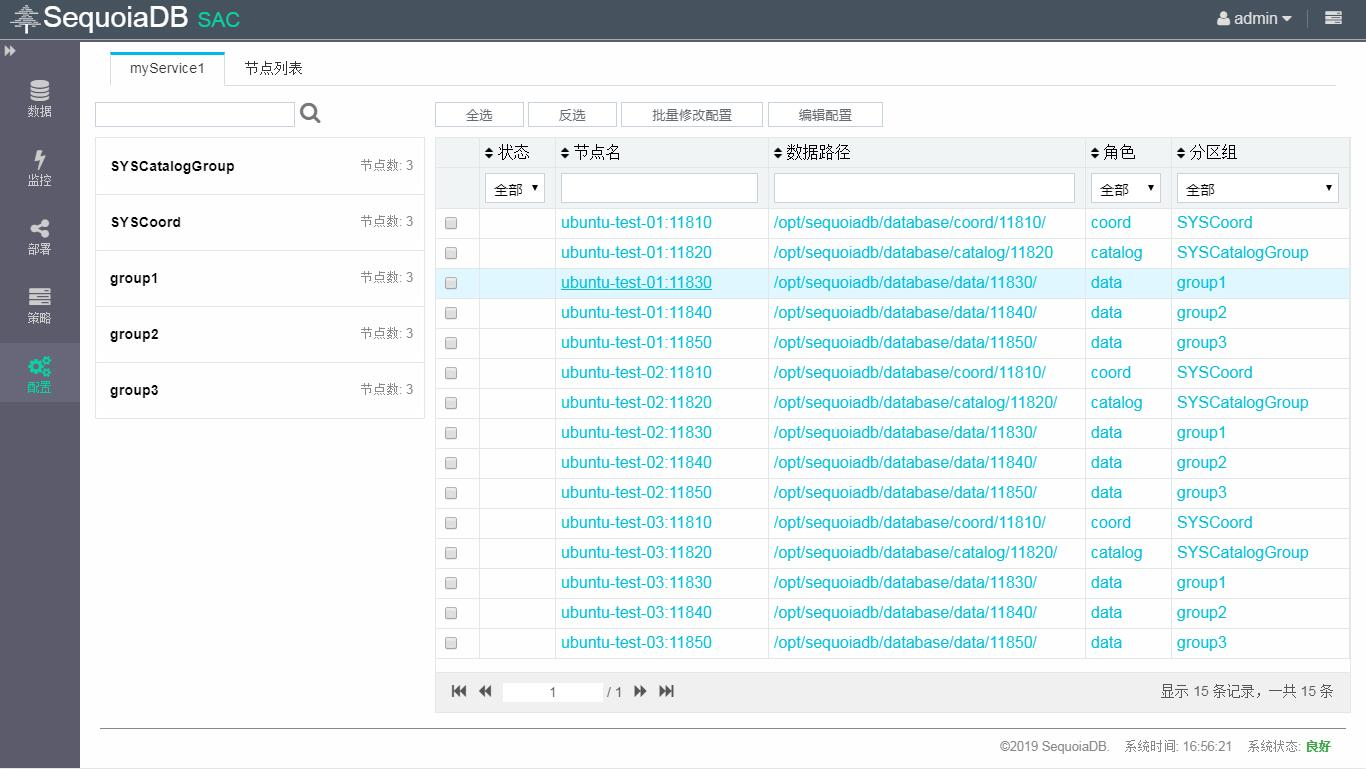 SequoiaDB SAC
admin
数据
监控
部署
策略
配置
myService1 节点列表
SYSCatalogGroup 节点数: 3
SYSCoord 节点数: 3
group1 节点数: 3
group2 节点数: 3
group3 节点数: 3
全选 反选 批量修改配置 编辑配置
状态 节点名 数据路径 角色 分区组
全部 全部 全部
ubuntu-test-01:11810 /opt/sequoiadb/database/coord/11810/ coord SYSCoord
ubuntu-test-01:11820 /opt/sequoiadb/database/catalog/11820 catalog SYSCatalogGroup
ubuntu-test-01:11830 /opt/sequoiadb/database/data/11830/ data group1
ubuntu-test-01:11840 /opt/sequoiadb/database/data/11840/ data group2
ubuntu-test-01:11850 /opt/sequoiadb/database/data/11850/ data group3
ubuntu-test-02:11810 /opt/sequoiadb/database/coord/11810/ coord SYSCoord
ubuntu-test-02:11820 /opt/sequoiadb/database/catalog/11820/ catalog SYSCatalogGroup
ubuntu-test-02:11830 /opt/sequoiadb/database/data/11830/ data group1
ubuntu-test-02:11840 /opt/sequoiadb/database/data/11840/ data group2
ubuntu-test-02:11850 /opt/sequoiadb/database/data/11850/ data group3
ubuntu-test-03:11810 /opt/sequoiadb/database/coord/11810/ coord SYSCoord
ubuntu-test-03:11820 /opt/sequoiadb/database/catalog/11820/ catalog SYSCatalogGroup
ubuntu-test-03:11830 /opt/sequoiadb/database/data/11830/ data group1
ubuntu-test-03:11840 /opt/sequoiadb/database/data/11840/ data group2
ubuntu-test-03:11850 /opt/sequoiadb/database/data/11850/ data group3
1 / 1 显示 15 条记录，一共 15 条
©2019 SequoiaDB. 系统时间: 16:56:21 系统状态: 良好